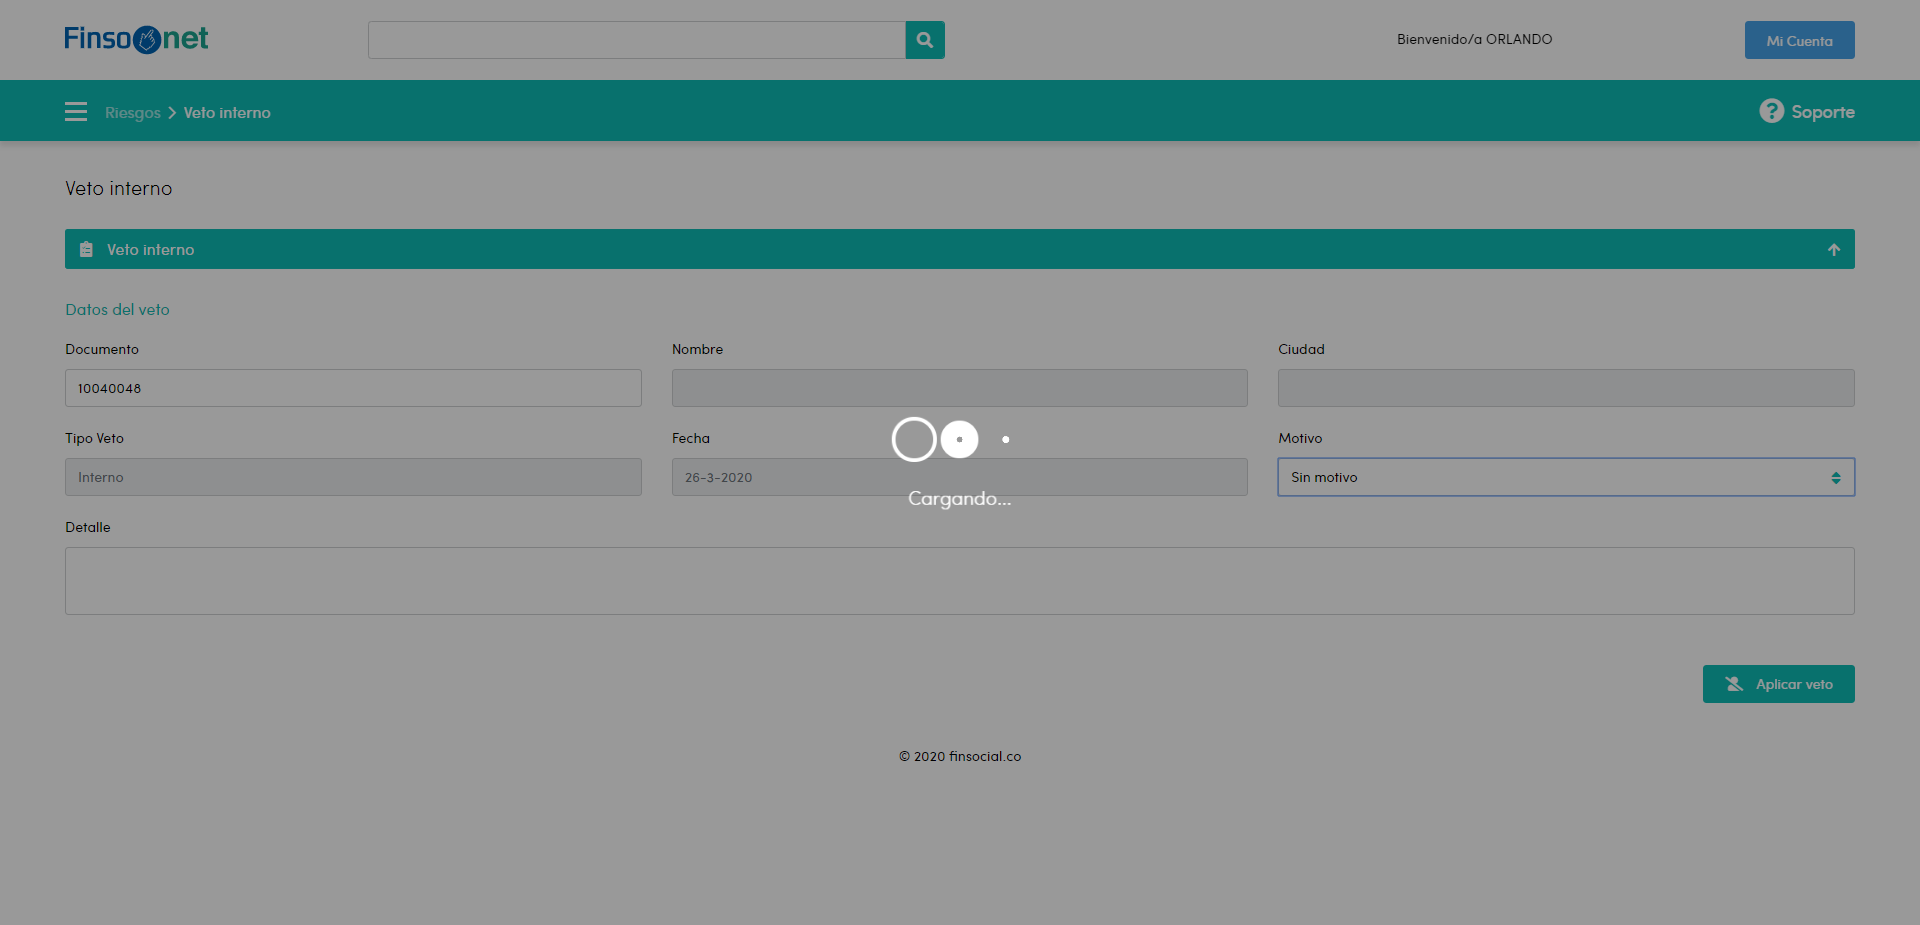 Finsonet
Bienvenido/a ORLANDO
Mi Cuenta
Riesgos > Veto interno
Soporte
Veto interno
Veto interno
Datos del veto
Documento
Nombre
Ciudad
10040048
Tipo Veto
Fecha
Motivo
Interno
26-3-2020
Sin motivo
Cargando...
Detalle
Aplicar veto
© 2020 finsocial.co